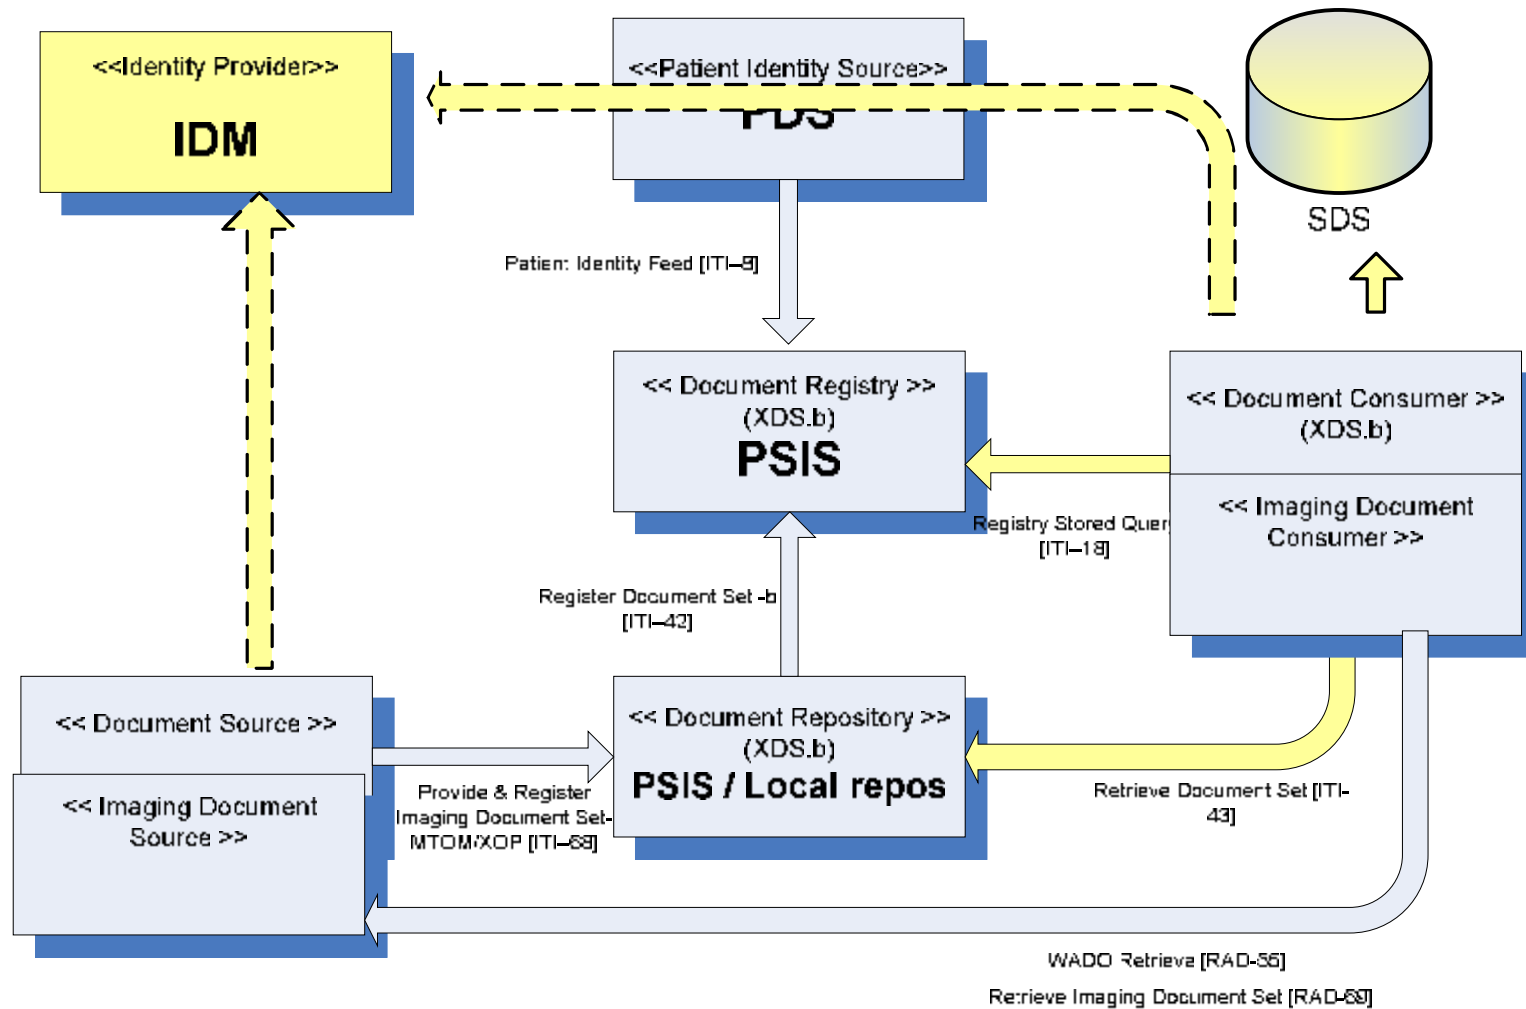 <<Identity Provider>>
IDM
<<Patient Identity Source>>
PDS
SDS
Patient Identity Feed [ITI–8]
<< Document Registry >>
(XDS.b)
PSIS
<< Document Consumer >>
(XDS.b)
<< Imaging Document
Consumer >>
Registry Stored Query
[ITI–18]
Register Document Set -b
[ITI–42]
<< Document Source >>
<< Imaging Document
Source >>
Provide & Register
Imaging Document Set-
MTOM/XOP [ITI–68]
<< Document Repository >>
(XDS.b)
PSIS / Local repos
Retrieve Document Set [ITI-
43]
WADO Retrieve [RAD-55]
Retrieve Imaging Document Set [RAD-69]